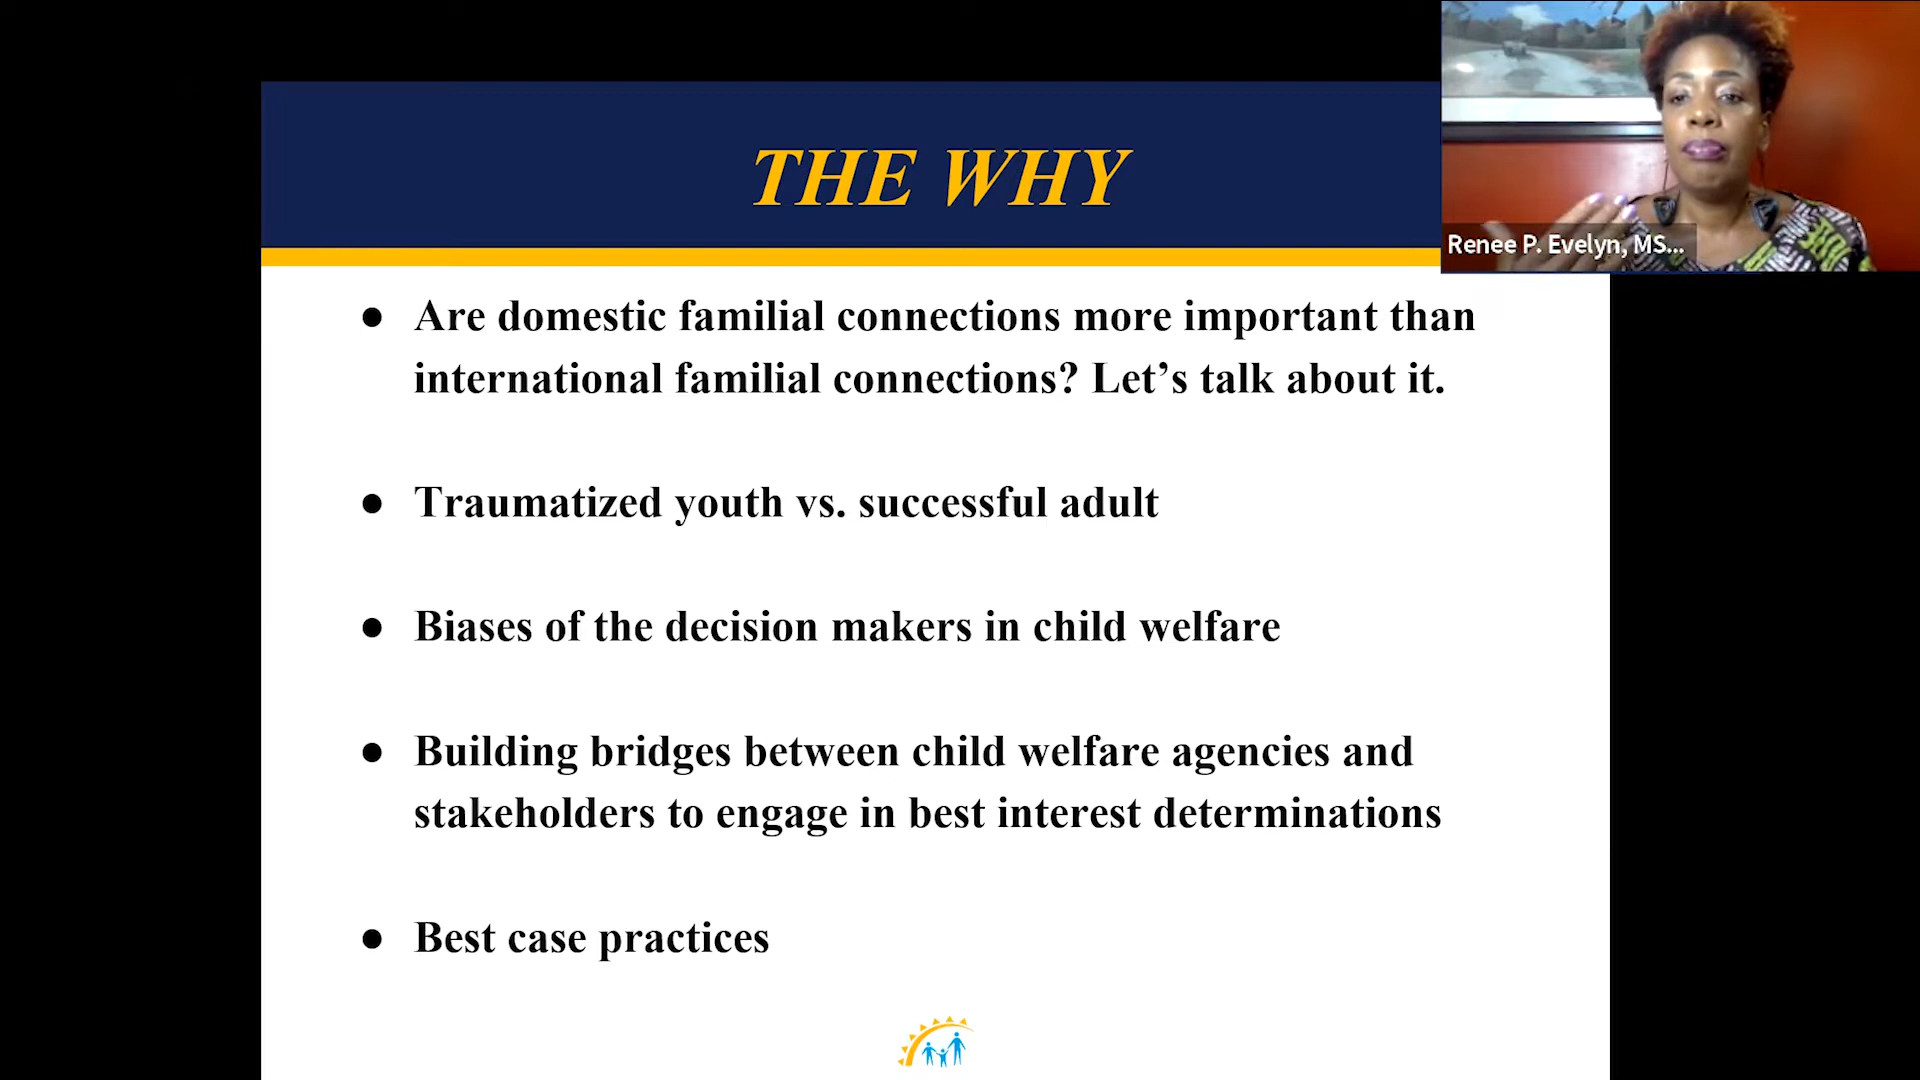 THE WHY
Renee P. Evelyn, MS...
● Are domestic familial connections more important than
international familial connections? Let’s talk about it.
● Traumatized youth vs. successful adult
● Biases of the decision makers in child welfare
● Building bridges between child welfare agencies and
stakeholders to engage in best interest determinations
● Best case practices